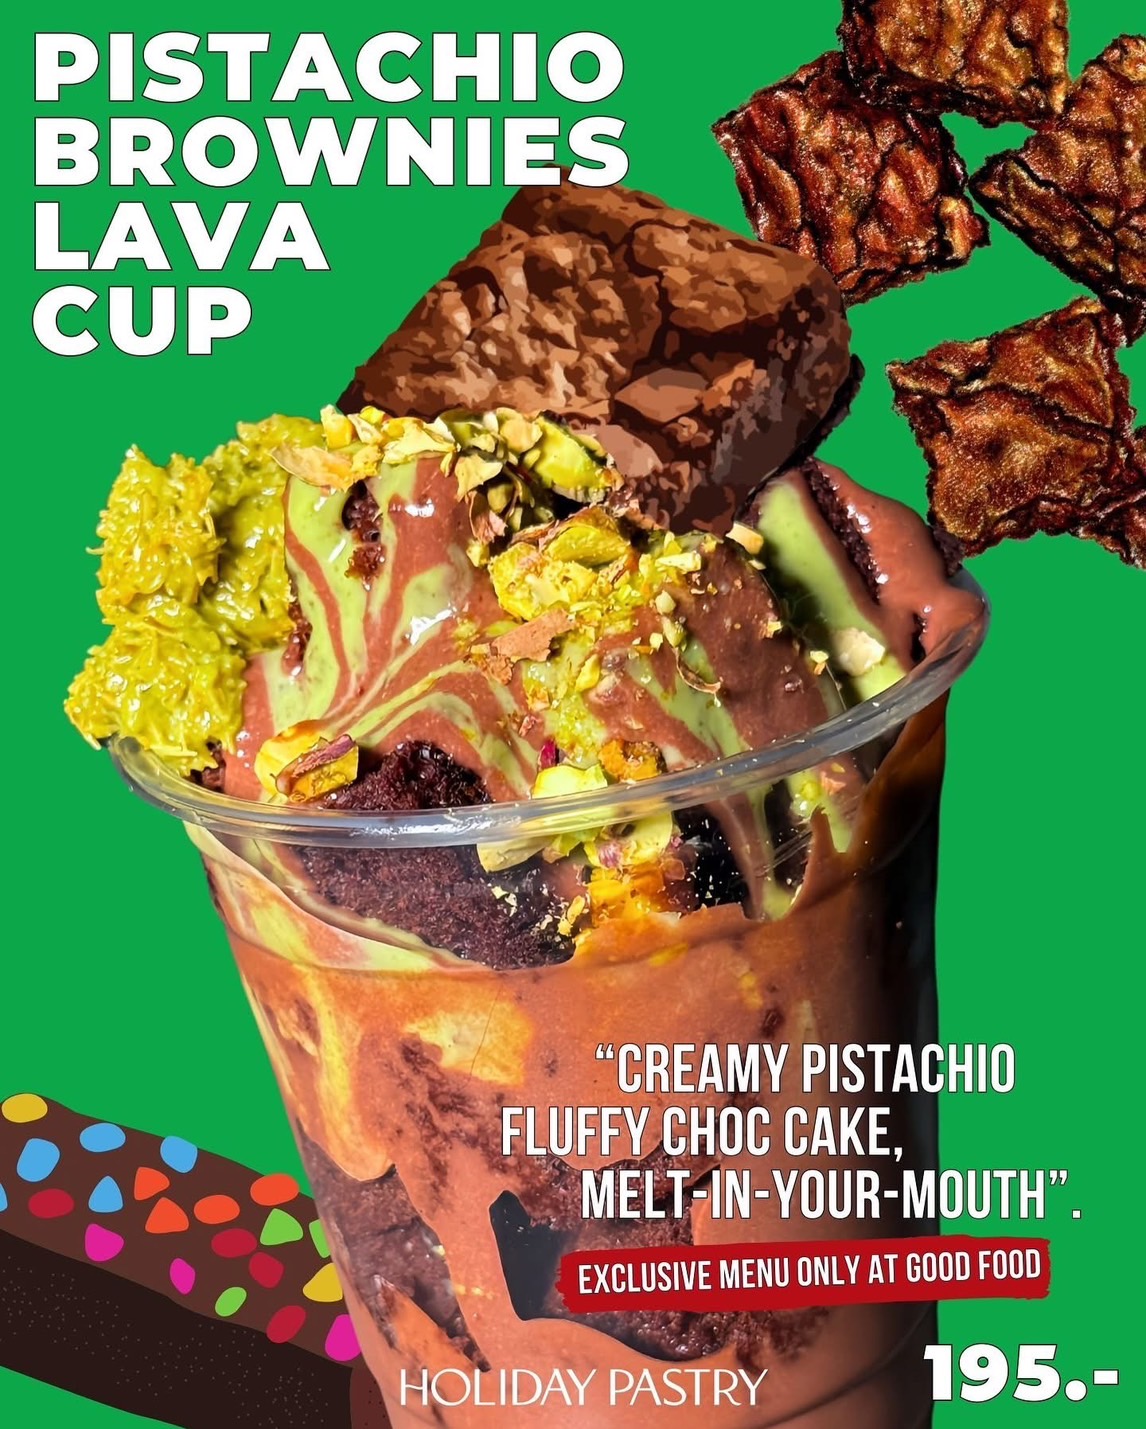 PISTACHIO
BROWNIES
LAVA
CUP
“CREAMY PISTACHIO
FLUFFY CHOC CAKE,
MELT-IN-YOUR-MOUTH”.
EXCLUSIVE MENU ONLY AT GOOD FOOD
195.-
HOLIDAY PASTRY